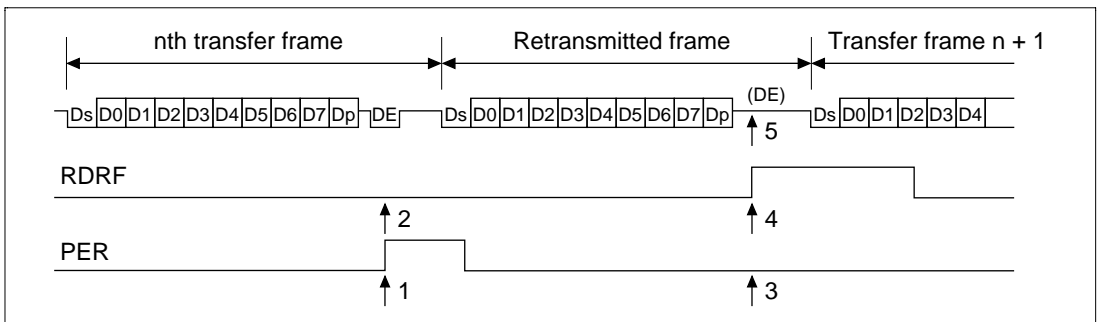 nth transfer frame Retransmitted frame Transfer frame n + 1
(DE)
Ds D0 D1 D2 D3 D4 D5 D6 D7 Dp DE Ds D0 D1 D2 D3 D4 D5 D6 D7 Dp Ds D0 D1 D2 D3 D4
5
RDRF
2 4
PER
1 3